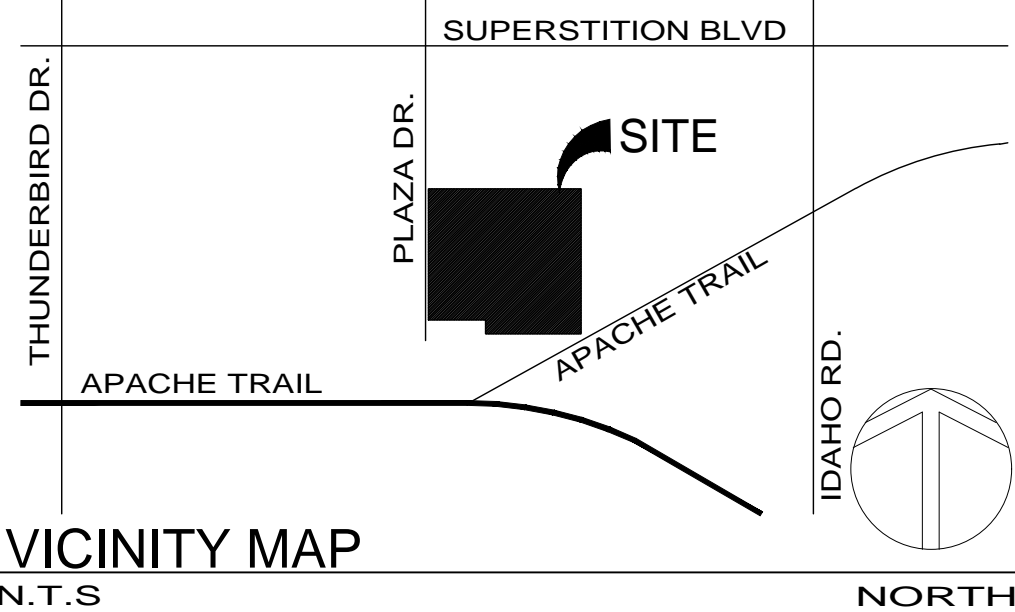 SUPERSTITION BLVD
THUNDERBIRD DR.
PLAZA DR.
SITE
APACHE TRAIL
APACHE TRAIL
IDAHO RD.
VICINITY MAP
N.T.S
NORTH